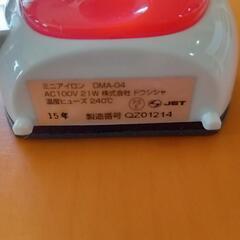 ミニアイロン DMA-04
AC100V 21W 株式会社 ドウシシャ
温度ヒューズ 240℃ JET
15年 製造番号 QZ01214